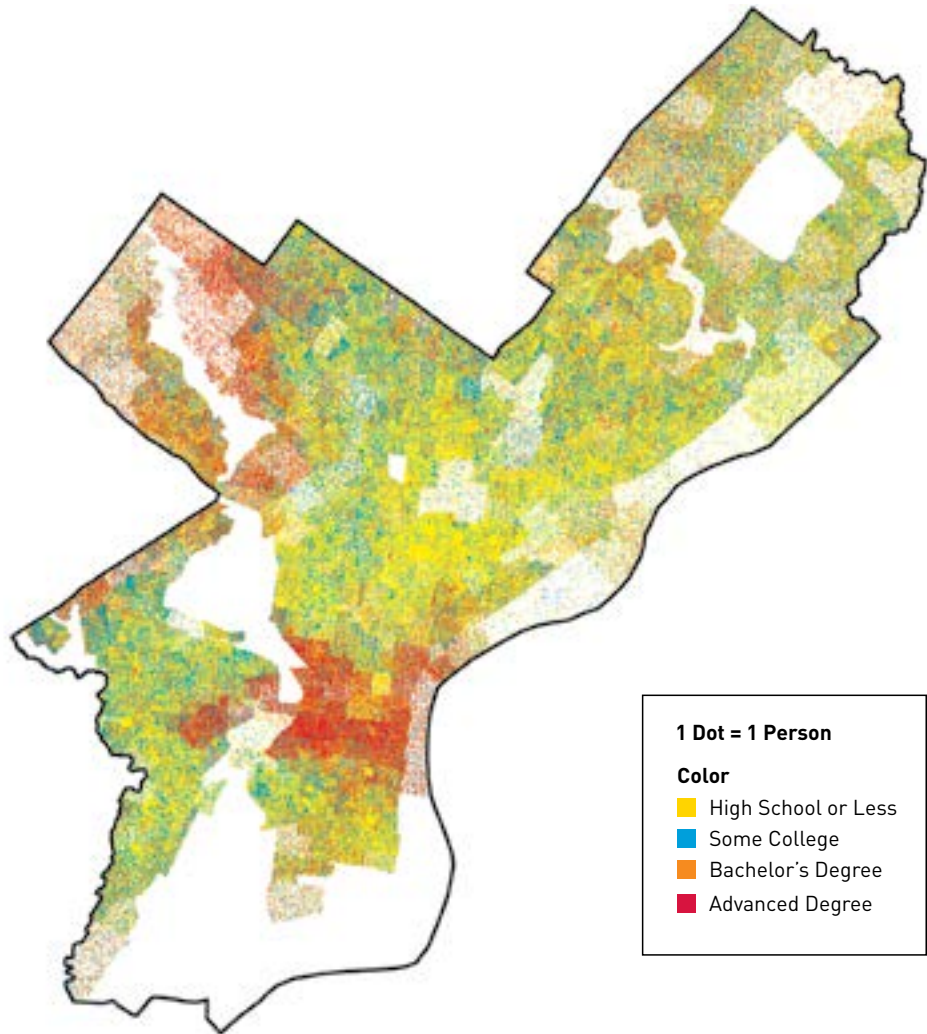 1 Dot = 1 Person
Color
High School or Less
Some College
Bachelor’s Degree
Advanced Degree